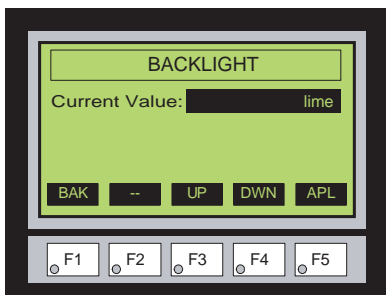 BACKLIGHT
Current Value: lime
BAK -- UP DWN APL
F1 F2 F3 F4 F5